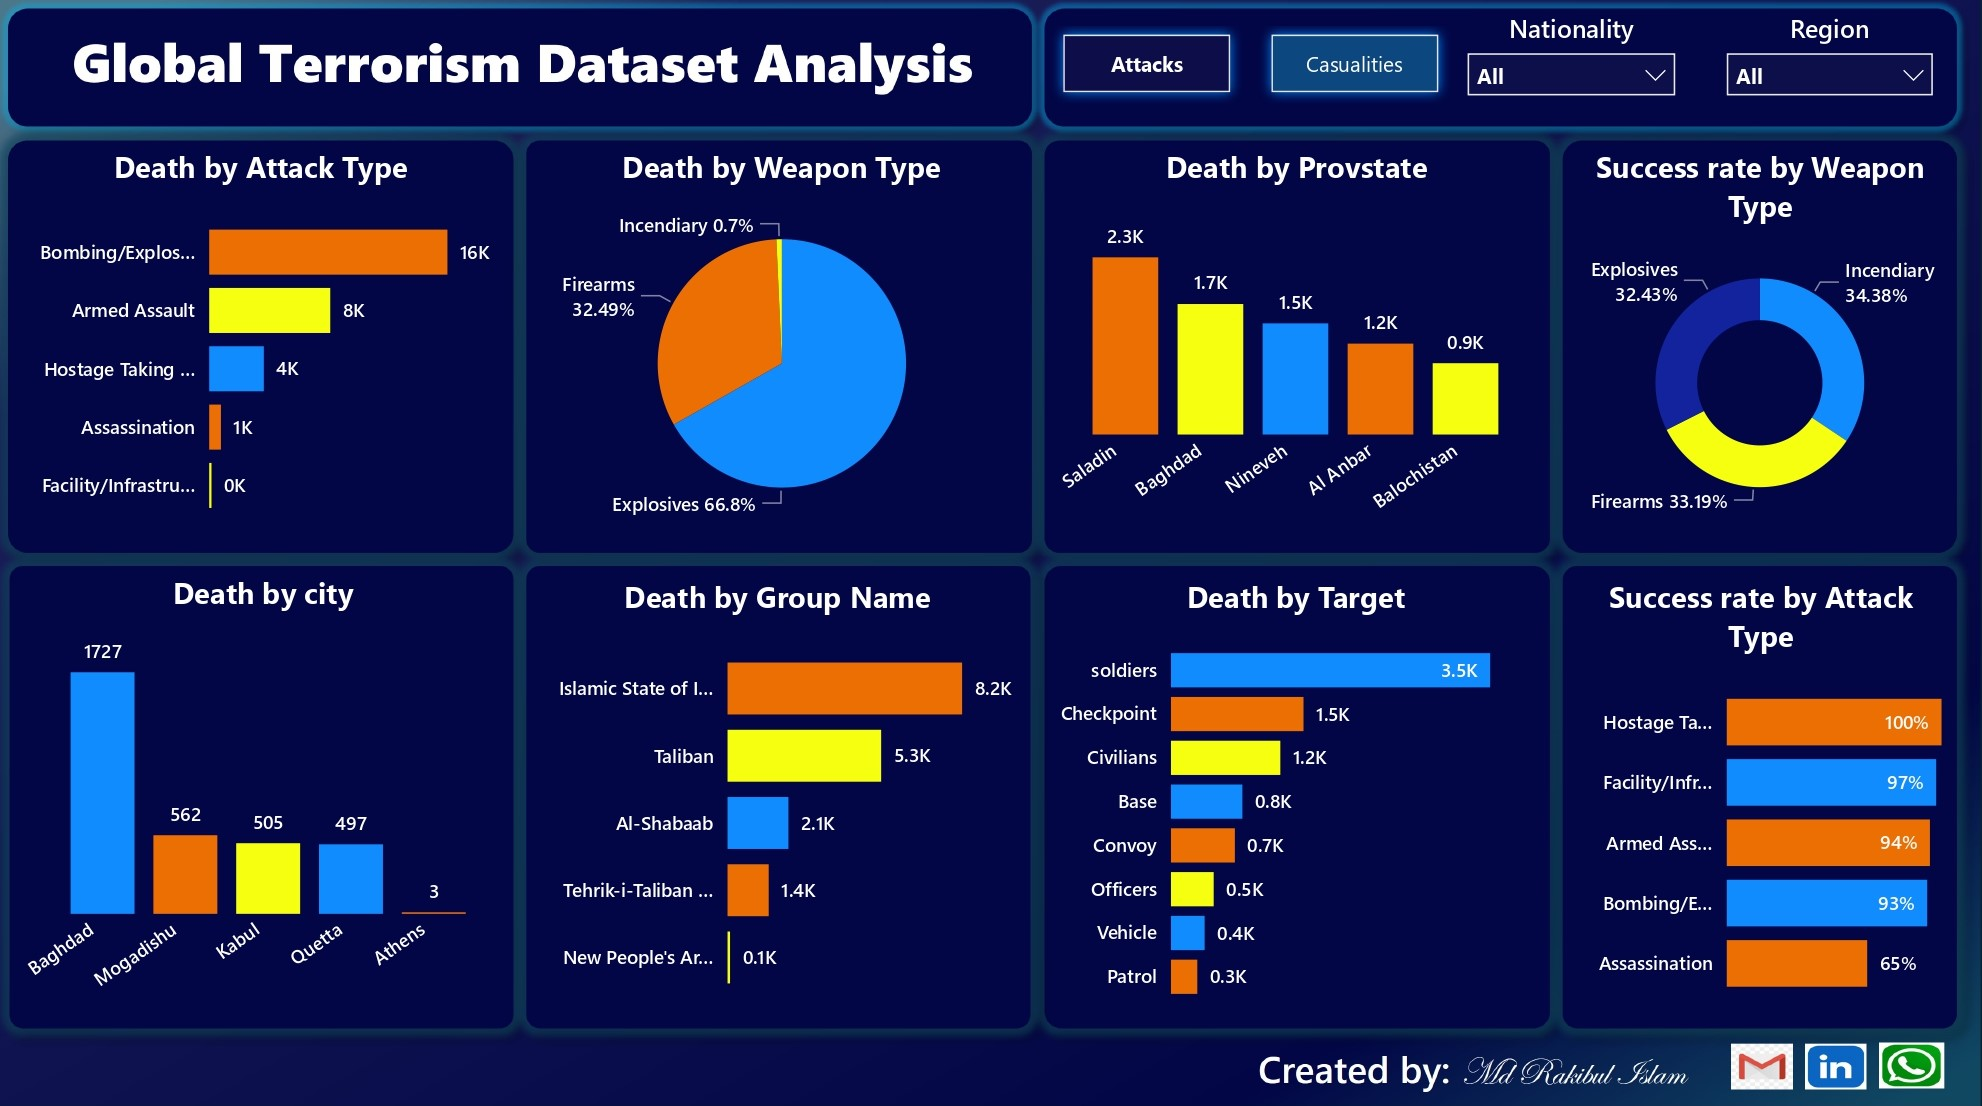 Global Terrorism Dataset Analysis
Attacks
Casualities
Nationality
All
Region
All
Death by Attack Type
Bombing/Explos... 16K
Armed Assault 8K
Hostage Taking ... 4K
Assassination 1K
Facility/Infrastru... 0K
Death by Weapon Type
Incendiary 0.7%
Firearms
32.49%
Explosives 66.8%
Death by Provstate
2.3K
1.7K
1.5K
1.2K
0.9K
Saladin
Baghdad
Nineveh
Al Anbar
Balochistan
Success rate by Weapon
Type
Explosives
32.43%
Incendiary
34.38%
Firearms 33.19%
Death by city
1727
562
505
497
3
Baghdad
Mogadishu
Kabul
Quetta
Athens
Death by Group Name
Islamic State of I... 8.2K
Taliban 5.3K
Al-Shabaab 2.1K
Tehrik-i-Taliban ... 1.4K
New People's Ar... 0.1K
Death by Target
soldiers 3.5K
Checkpoint 1.5K
Civilians 1.2K
Base 0.8K
Convoy 0.7K
Officers 0.5K
Vehicle 0.4K
Patrol 0.3K
Success rate by Attack
Type
Hostage Ta... 100%
Facility/Infr... 97%
Armed Ass... 94%
Bombing/E... 93%
Assassination 65%
Created by: Md Rakibul Islam
in